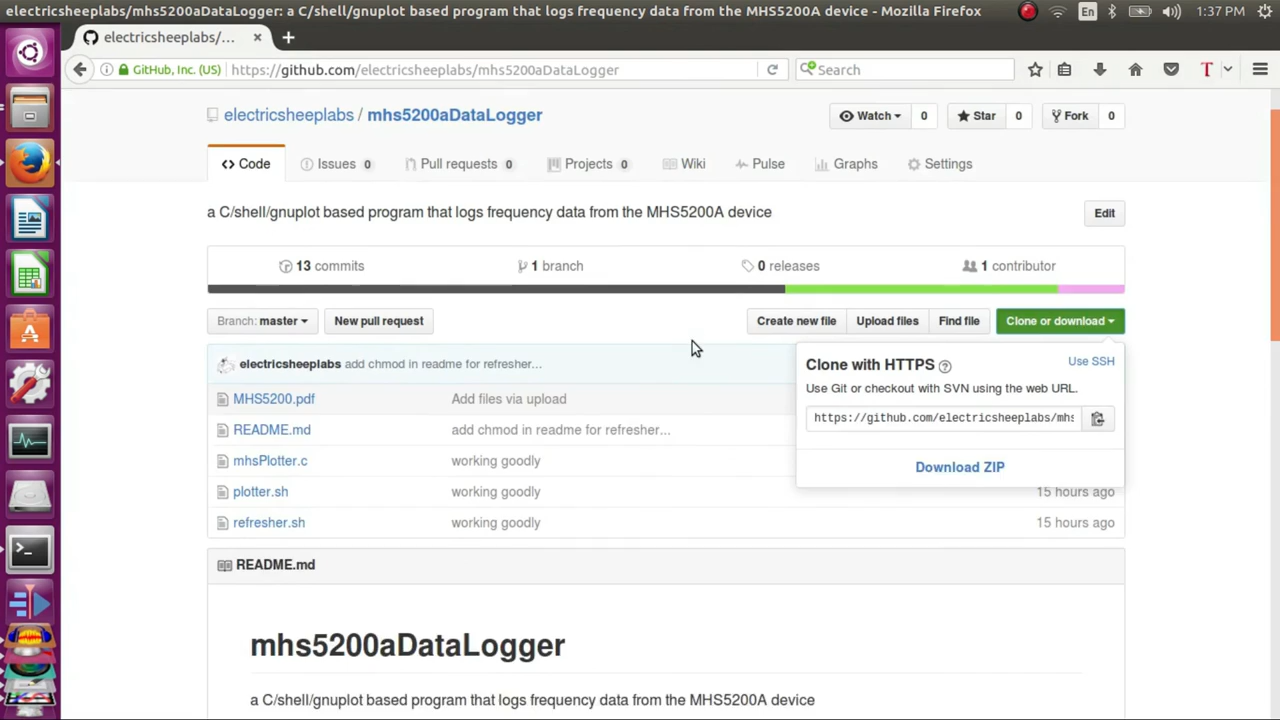 electricsheeplabs/mhs5200aDataLogger: a C/shell/gnuplot based program that logs frequency data from the MHS5200A device - Mozilla Firefox
En
1:37 PM
electricsheeplabs/...
GitHub, Inc. (US)
https://github.com/electricsheeplabs/mhs5200aDataLogger
Search
electricsheeplabs / mhs5200aDataLogger
Watch 0
Star 0
Fork 0
Code
Issues 0
Pull requests 0
Projects 0
Wiki
Pulse
Graphs
Settings
a C/shell/gnuplot based program that logs frequency data from the MHS5200A device
Edit
13 commits
1 branch
0 releases
1 contributor
Branch: master
New pull request
Create new file
Upload files
Find file
Clone or download
electricsheeplabs add chmod in readme for refresher...
Clone with HTTPS
Use SSH
Use Git or checkout with SVN using the web URL.
https://github.com/electricsheeplabs/mhs
Download ZIP
MHS5200.pdf Add files via upload
README.md add chmod in readme for refresher...
mhsPlotter.c working goodly
plotter.sh working goodly 15 hours ago
refresher.sh working goodly 15 hours ago
README.md
mhs5200aDataLogger
a C/shell/gnuplot based program that logs frequency data from the MHS5200A device